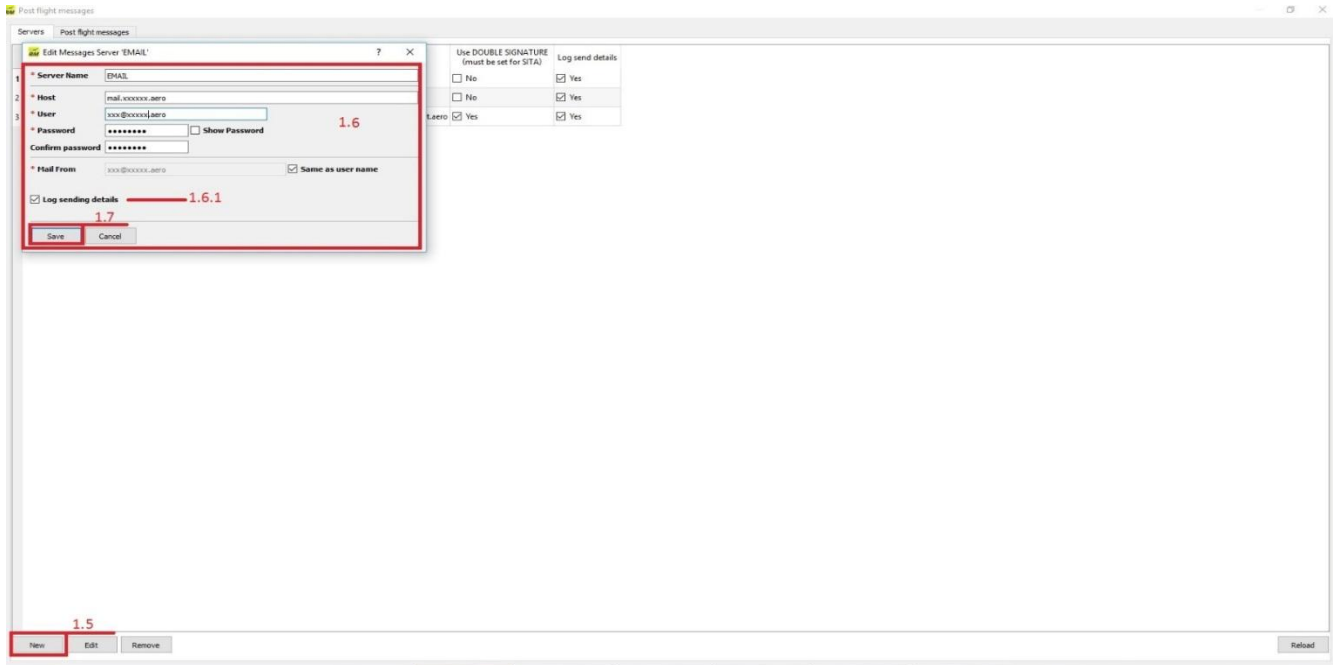 Post flight messages
Servers Post flight messages
Edit Messages Server 'EMAIL' ?
Use DOUBLE SIGNATURE
(must be set for SITA)
Log send details
1 * Server Name EMAIL No Yes
2 * Host mail.xxxxxx.aero No Yes
3 * User xxx@xxxxx.aero t.aero Yes Yes
1.6
* Password ●●●●●●●● Show Password
Confirm password ●●●●●●●●
* Mail From xxx@xxxxx.aero Same as user name
Log sending details 1.6.1
1.7
Save Cancel
1.5
New Edit Remove Reload